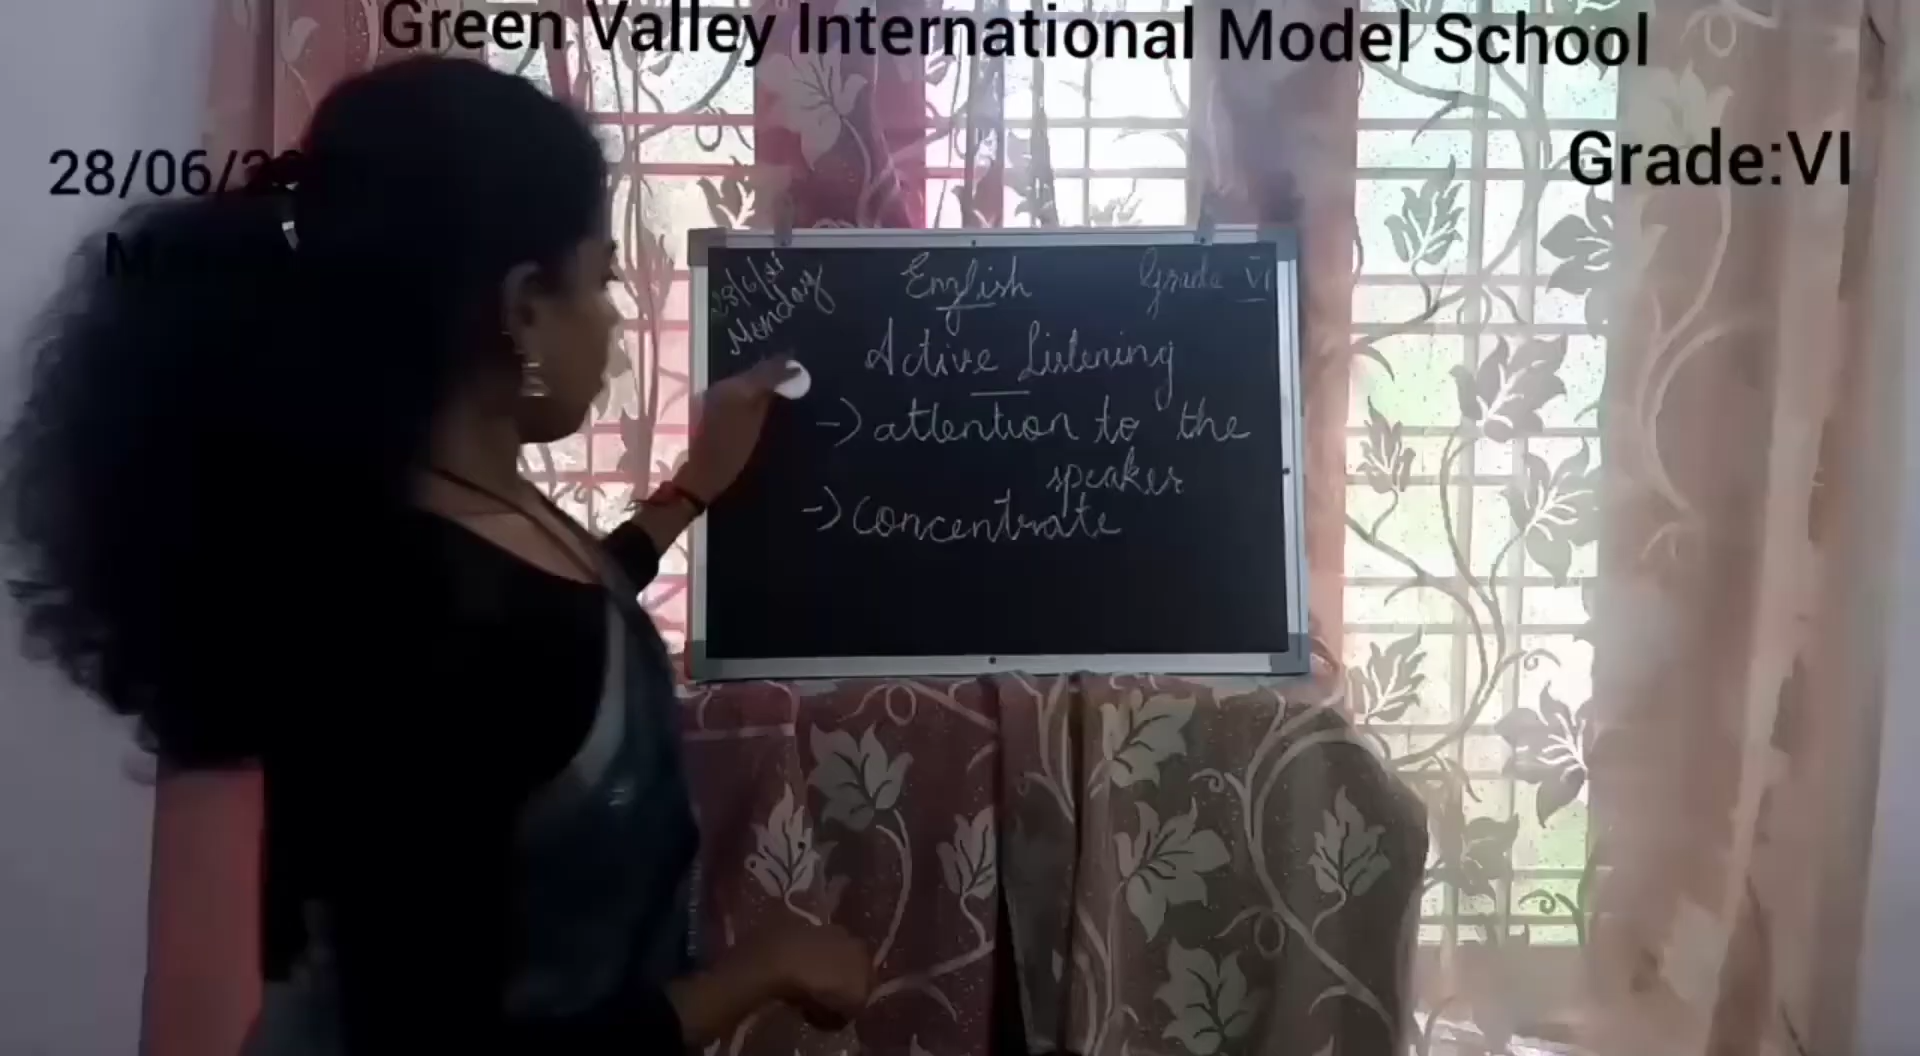 Green Valley International Model School
28/06/2
Grade:VI
28/6/21
Monday
English
Grade VI
Active Listening
-> attention to the
speaker
-> concentrate